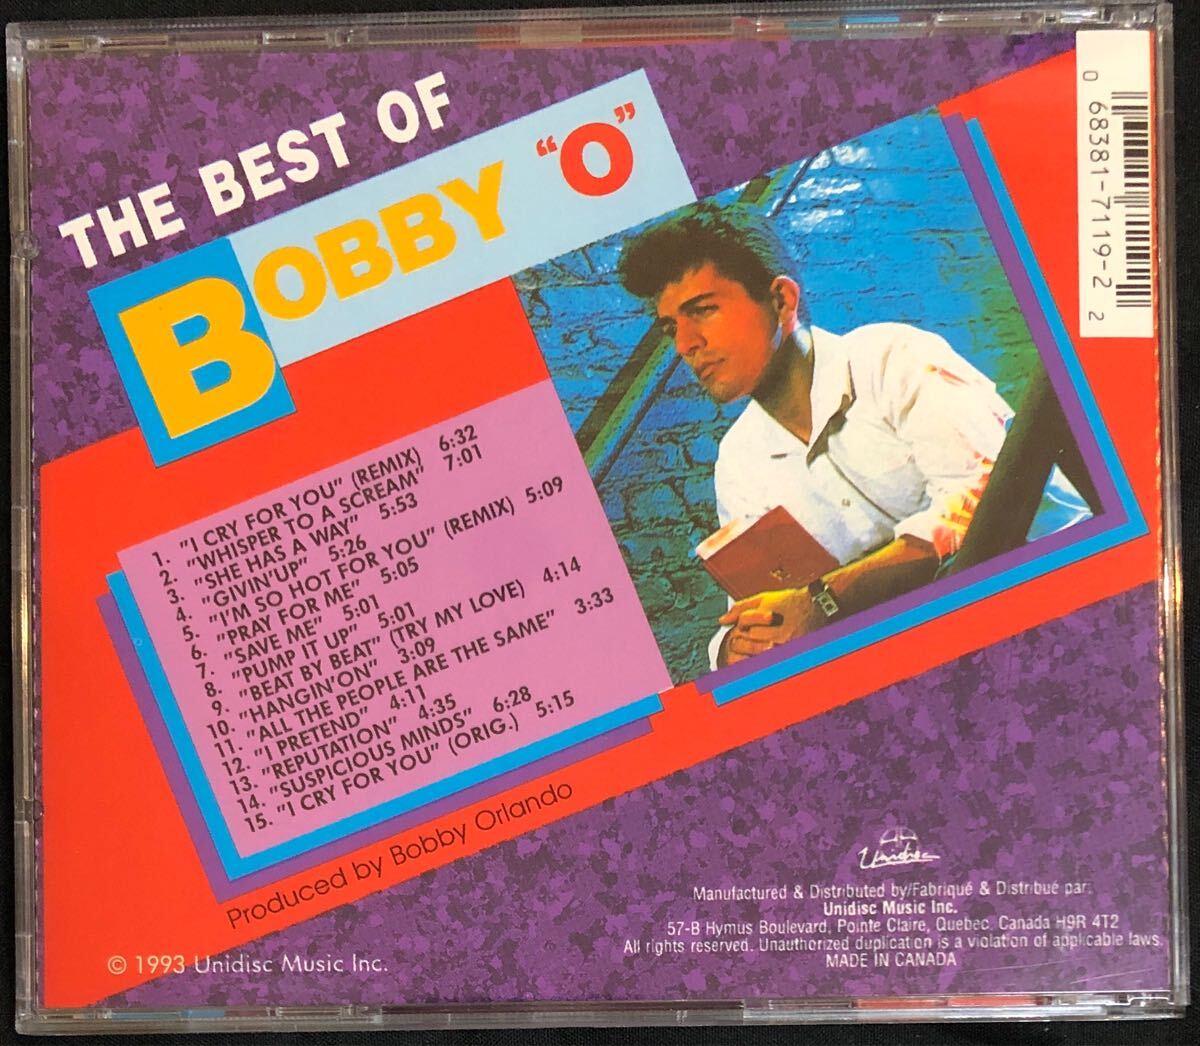 THE BEST OF
BOBBY "O"
0 68381-7119-2 2
1. "I CRY FOR YOU" (REMIX) 6:32
2. "WHISPER TO A SCREAM" 7:01
3. "SHE HAS A WAY" 5:53
4. "GIVIN'UP" 5:26
5. "I'M SO HOT FOR YOU" (REMIX) 5:09
6. "PRAY FOR ME" 5:05
7. "SAVE ME" 5:01
8. "PUMP IT UP" 5:01
9. "BEAT BY BEAT" (TRY MY LOVE) 4:14
10. "HANGIN'ON" 3:09
11. "ALL THE PEOPLE ARE THE SAME" 3:33
12. "I PRETEND" 4:11
13. "REPUTATION" 4:35
14. "SUSPICIOUS MINDS" 6:28
15. "I CRY FOR YOU" (ORIG.) 5:15
Produced by Bobby Orlando
Unidisc
Manufactured & Distributed by/Fabriqué & Distribué par:
Unidisc Music Inc.
57-B Hymus Boulevard, Pointe Claire, Quebec, Canada H9R 4T2
All rights reserved. Unauthorized duplication is a violation of applicable laws.
MADE IN CANADA
© 1993 Unidisc Music Inc.